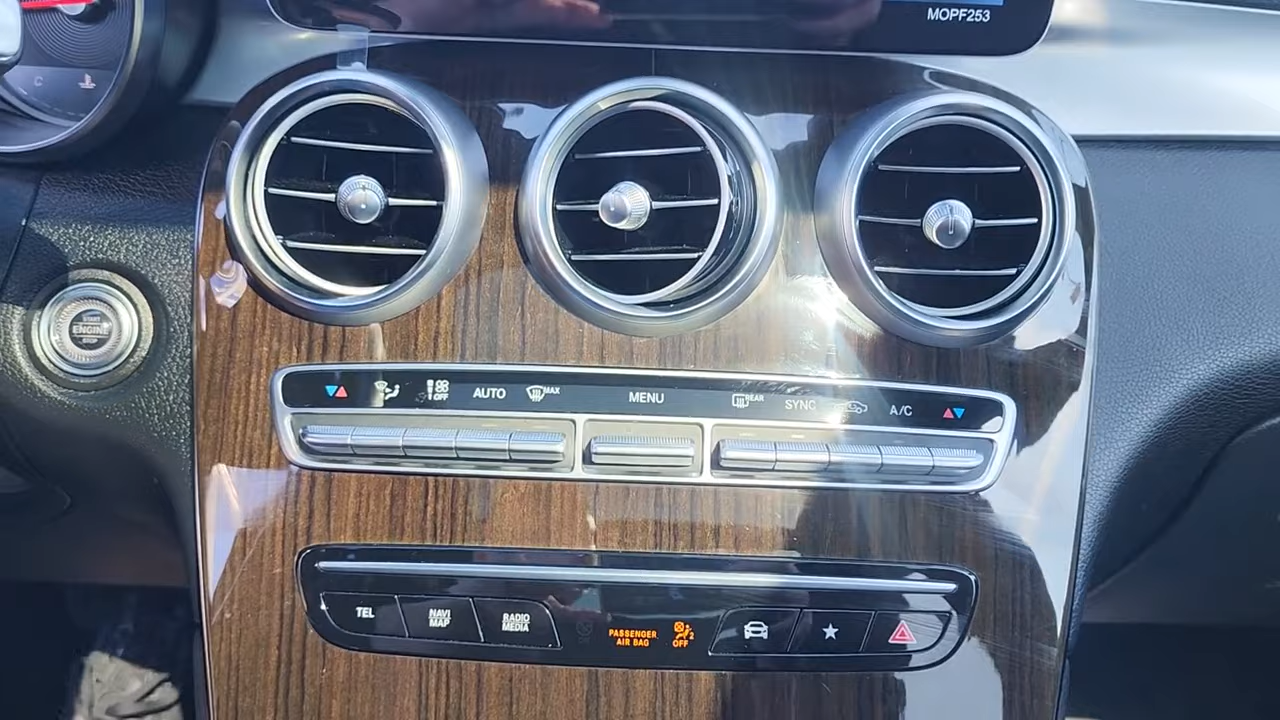 MOPF253
C
START
ENGINE
STOP
OFF
AUTO
MAX
MENU
REAR
SYNC
A/C
TEL
NAVI
MAP
RADIO
MEDIA
PASSENGER
AIR BAG
2
OFF